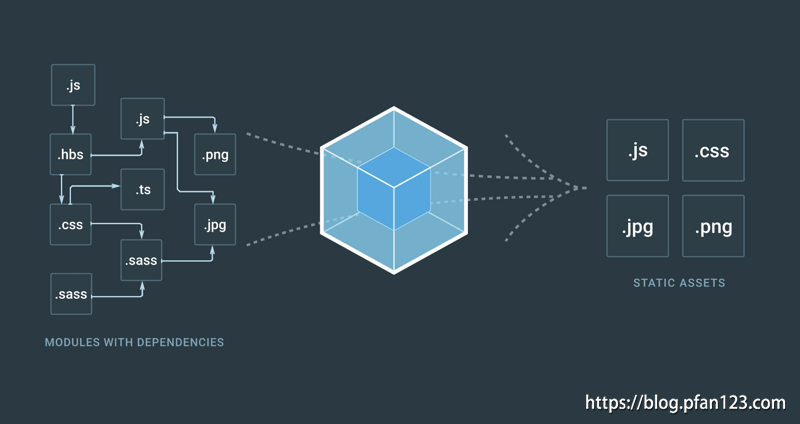 .js
.js
.hbs
.png
.ts
.css
.jpg
.sass
.sass
MODULES WITH DEPENDENCIES
.js
.css
.jpg
.png
STATIC ASSETS
https://blog.pfan123.com